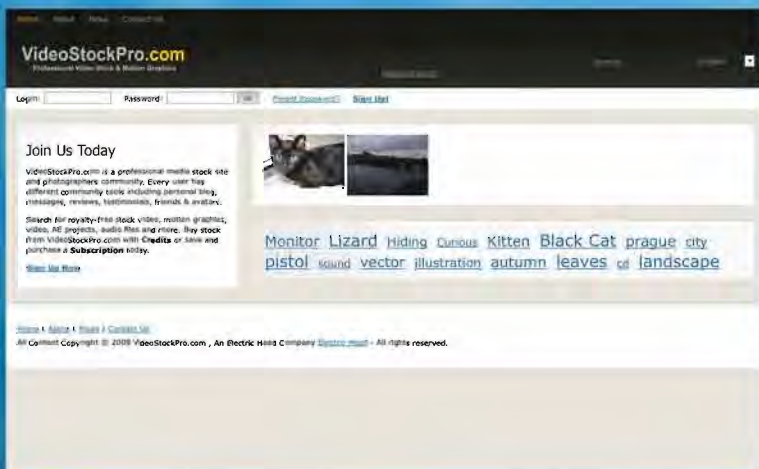 Home About News Contact Us
VideoStockPro.com
Professional Video Stock & Motion Graphics
Login: Password: Forgot Password? Sign Up!
Join Us Today
VideoStockPro.com is a professional media stock site
and photographers community. Every user has
different community tools including personal blog,
messages, reviews, testimonials, friends & avatars.
Search for royalty-free stock video, motion graphics,
video, AE projects, audio files and more. Buy stock
from VideoStockPro.com with Credits or save and
purchase a Subscription today.
Sign Up Now
Monitor Lizard Hiding Curious Kitten Black Cat prague city
pistol sound vector illustration autumn leaves cd landscape
Home | About | News | Contact Us
All Content Copyright © 2008 VideoStockPro.com , An Electric Head Company - All rights reserved.